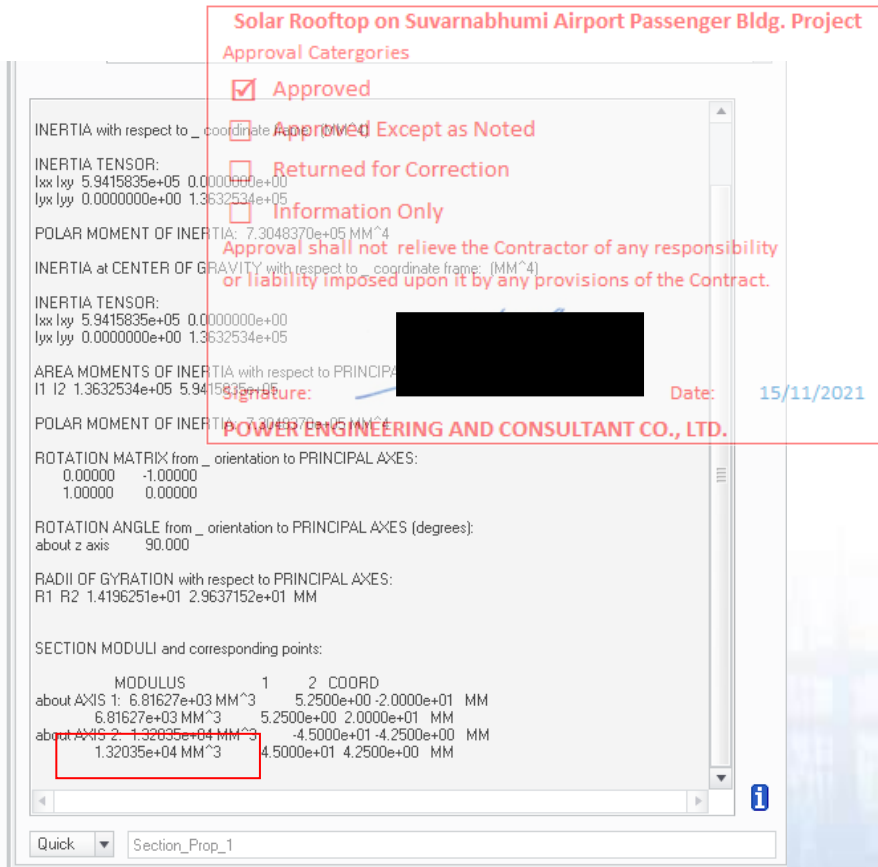 Solar Rooftop on Suvarnabhumi Airport Passenger Bldg. Project
Approval Catergories
Approved
Approved Except as Noted
Returned for Correction
Information Only
Approval shall not relieve the Contractor of any responsibility
or liability imposed upon it by any provisions of the Contract.
Signature: Date: 15/11/2021
POWER ENGINEERING AND CONSULTANT CO., LTD.
INERTIA with respect to _ coordinate frame: (MM^4)
INERTIA TENSOR:
Ixx Ixy 5.9415835e+05 0.0000000e+00
Iyx Iyy 0.0000000e+00 1.3632534e+05
POLAR MOMENT OF INERTIA: 7.3048370e+05 MM^4
INERTIA at CENTER OF GRAVITY with respect to _ coordinate frame: (MM^4)
INERTIA TENSOR:
Ixx Ixy 5.9415835e+05 0.0000000e+00
Iyx Iyy 0.0000000e+00 1.3632534e+05
AREA MOMENTS OF INERTIA with respect to PRINCIPA
I1 I2 1.3632534e+05 5.9415835e+05
POLAR MOMENT OF INERTIA: 7.3048370e+05 MM^4
ROTATION MATRIX from _ orientation to PRINCIPAL AXES:
0.00000 -1.00000
1.00000 0.00000
ROTATION ANGLE from _ orientation to PRINCIPAL AXES (degrees):
about z axis 90.000
RADII OF GYRATION with respect to PRINCIPAL AXES:
R1 R2 1.4196251e+01 2.9637152e+01 MM
SECTION MODULI and corresponding points:
MODULUS 1 2 COORD
about AXIS 1: 6.81627e+03 MM^3 5.2500e+00 -2.0000e+01 MM
6.81627e+03 MM^3 5.2500e+00 2.0000e+01 MM
about AXIS 2: 1.32035e+04 MM^3 -4.5000e+01 -4.2500e+00 MM
1.32035e+04 MM^3 4.5000e+01 4.2500e+00 MM
Quick Section_Prop_1